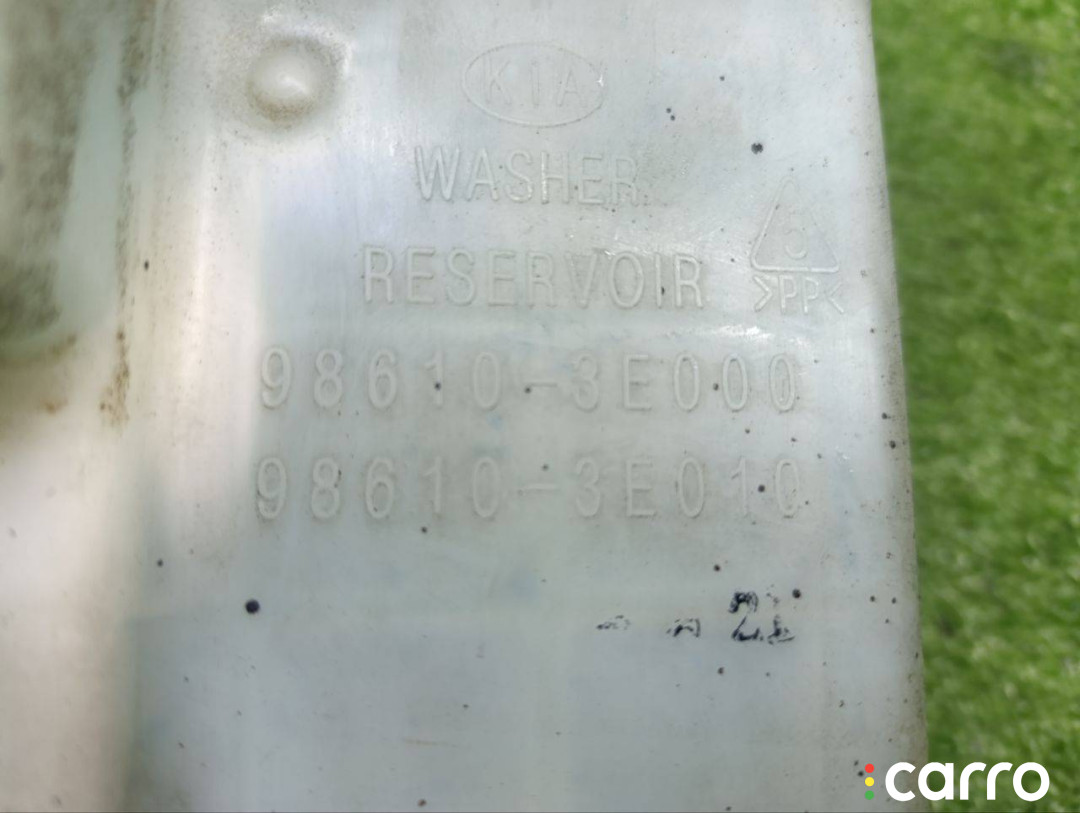 KIA
WASHER
RESERVOIR
5
>PP<
98610-3E000
98610-3E010
carro